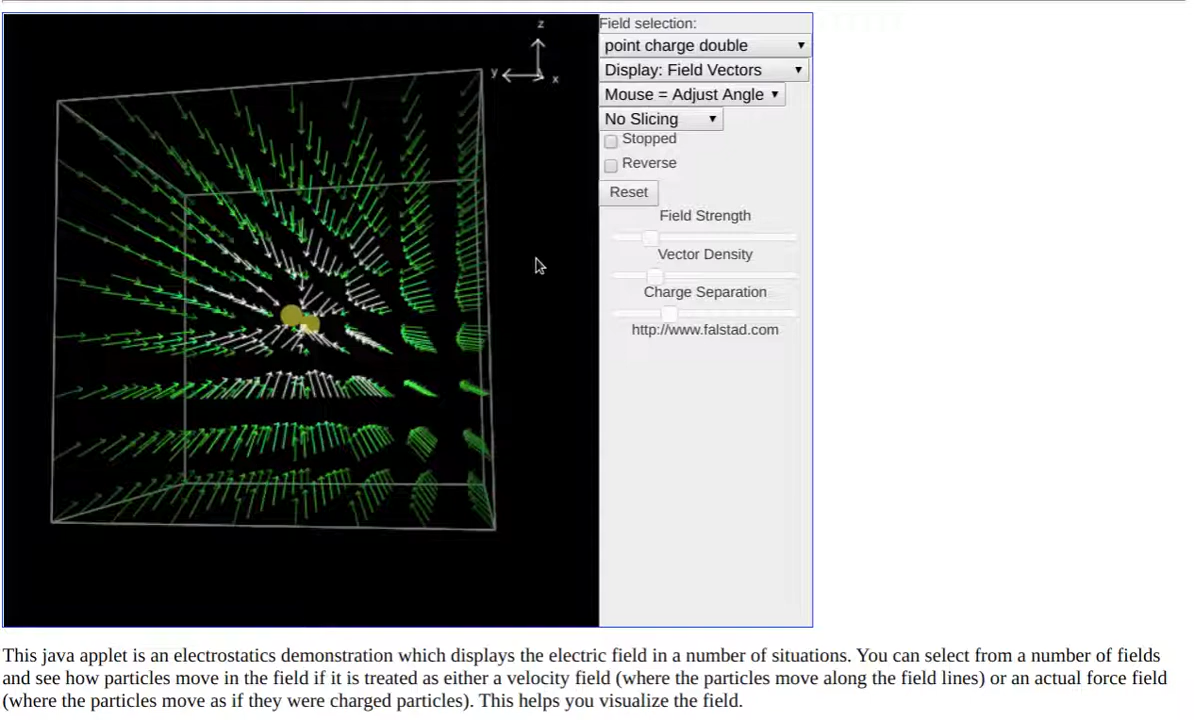 z
y
x
Field selection:
point charge double
Display: Field Vectors
Mouse = Adjust Angle
No Slicing
Stopped
Reverse
Reset
Field Strength
Vector Density
Charge Separation
http://www.falstad.com
This java applet is an electrostatics demonstration which displays the electric field in a number of situations. You can select from a number of fields
and see how particles move in the field if it is treated as either a velocity field (where the particles move along the field lines) or an actual force field
(where the particles move as if they were charged particles). This helps you visualize the field.